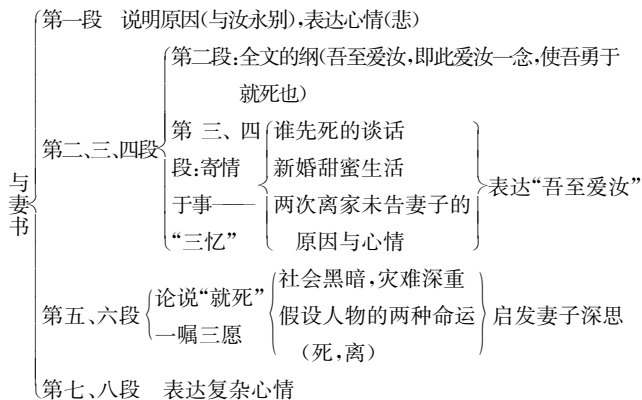 与妻书
第一段 说明原因(与汝永别),表达心情(悲)
第二、三、四段
第二段:全文的纲(吾至爱汝,即此爱汝一念,使吾勇于
就死也)
第 三、四
段:寄情
于事——
“三忆”
谁先死的谈话
新婚甜蜜生活
两次离家未告妻子的
原因与心情
表达“吾至爱汝”
第五、六段
论说“就死”
一嘱三愿
社会黑暗,灾难深重
假设人物的两种命运
(死,离)
启发妻子深思
第七、八段 表达复杂心情